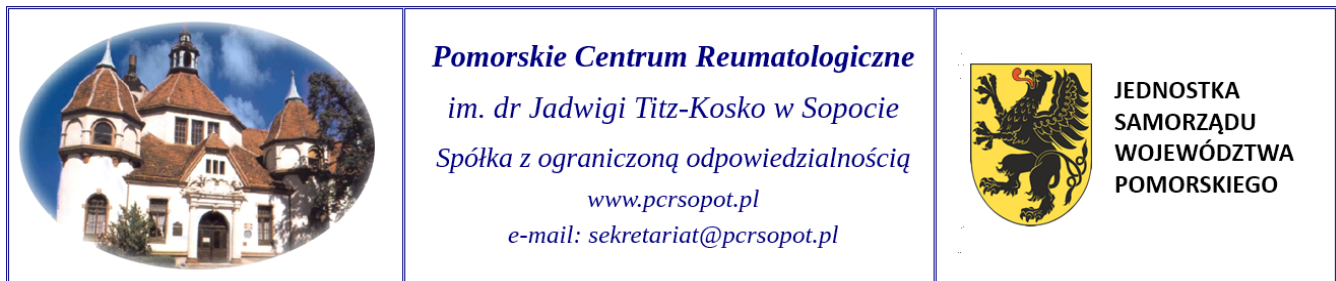 Pomorskie Centrum Reumatologiczne
im. dr Jadwigi Titz-Kosko w Sopocie
Spółka z ograniczoną odpowiedzialnością
www.pcrsopot.pl
e-mail: sekretariat@pcrsopot.pl
JEDNOSTKA
SAMORZĄDU
WOJEWÓDZTWA
POMORSKIEGO